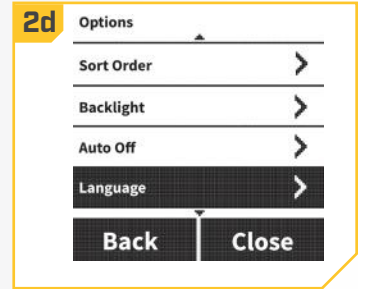 2d
Options
Sort Order
Backlight
Auto Off
Language
Back Close